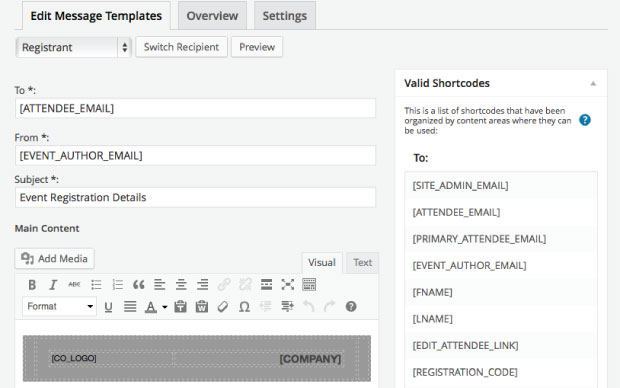 Edit Message Templates
Overview
Settings
Registrant
Switch Recipient
Preview
To *:
[ATTENDEE_EMAIL]
From *:
[EVENT_AUTHOR_EMAIL]
Subject *:
Event Registration Details
Main Content
Add Media
Visual
Text
B I ABC
Format
U A T W Ω ?
[CO_LOGO]
[COMPANY]
Valid Shortcodes
This is a list of shortcodes that have been
organized by content areas where they can
be used:
?
To:
[SITE_ADMIN_EMAIL]
[ATTENDEE_EMAIL]
[PRIMARY_ATTENDEE_EMAIL]
[EVENT_AUTHOR_EMAIL]
[FNAME]
[LNAME]
[EDIT_ATTENDEE_LINK]
[REGISTRATION_CODE]